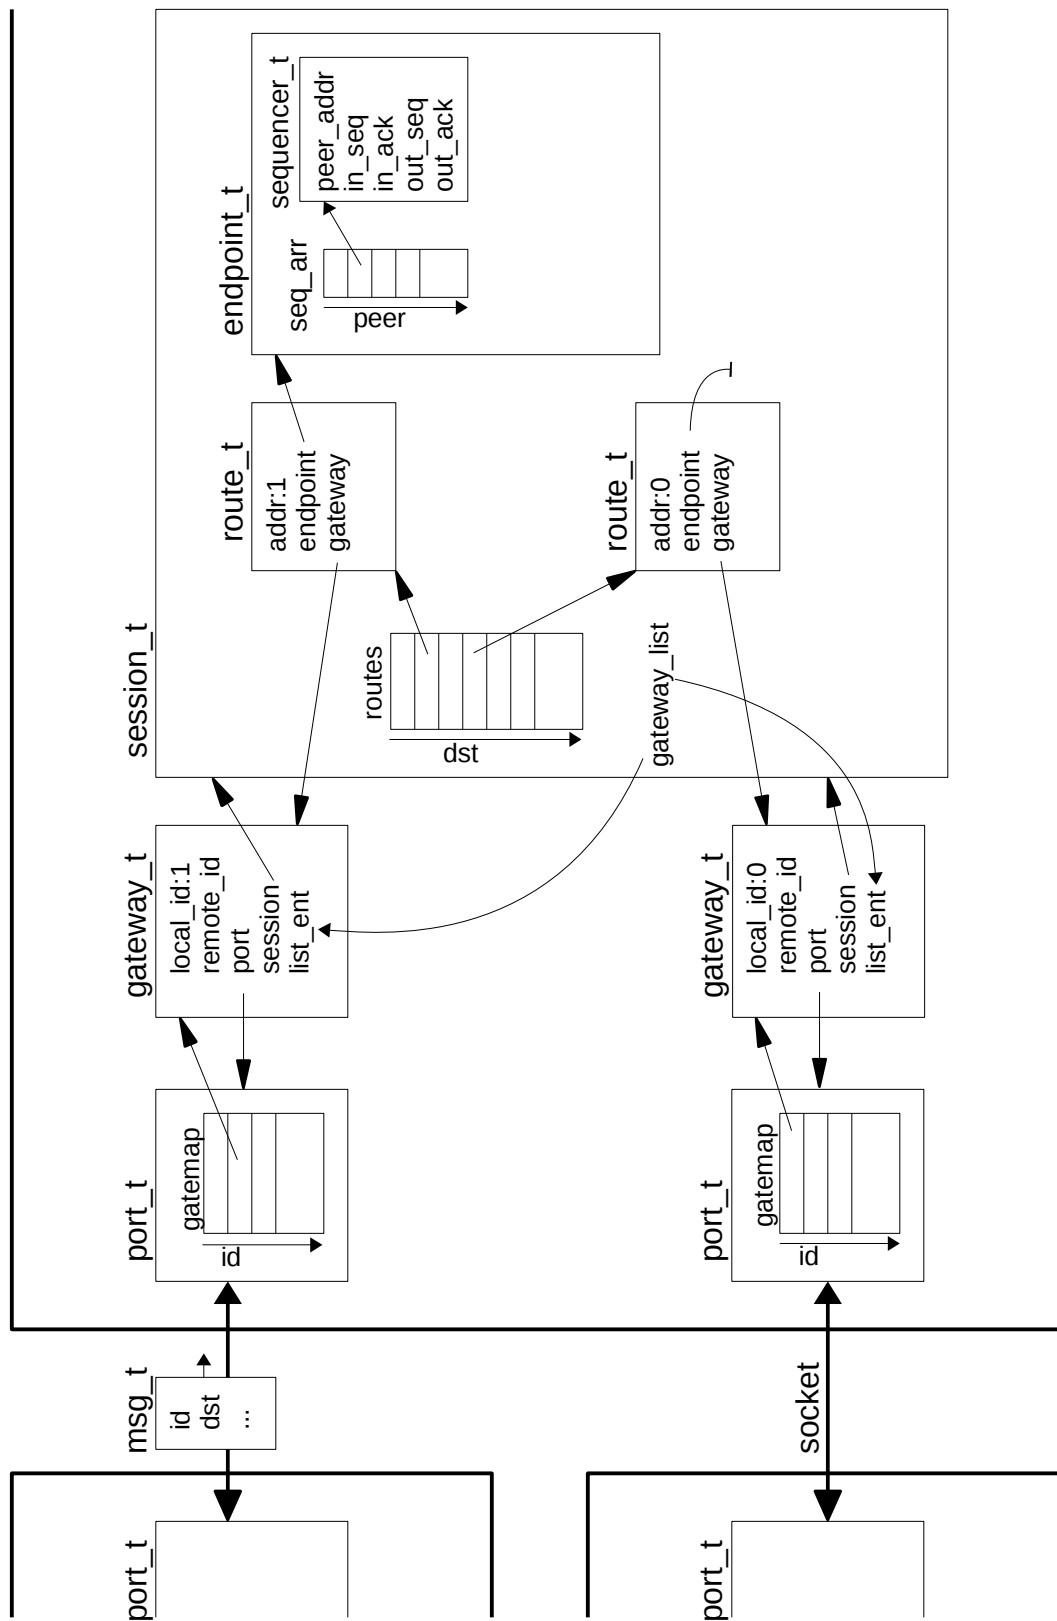 port_t
msg_t
id
dst
...
port_t
gatemap
id
gateway_t
local_id:1
remote_id
port
session
list_ent
session_t
routes
dst
route_t
addr:1
endpoint
gateway
endpoint_t
seq_arr
peer
sequencer_t
peer_addr
in_seq
in_ack
out_seq
out_ack
gateway_list
route_t
addr:0
endpoint
gateway
port_t
socket
port_t
gatemap
id
gateway_t
local_id:0
remote_id
port
session
list_ent